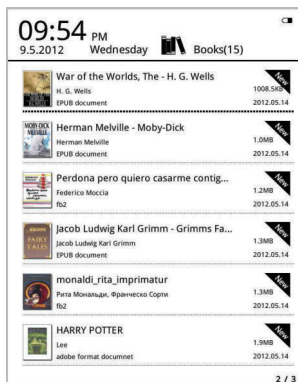 09:54 PM
9.5.2012 Wednesday Books(15)
War of the Worlds, The - H. G. Wells
New
H. G. Wells
1008.5KB
EPUB document
2012.05.14
MOBY-DICK
MELVILLE
Herman Melville - Moby-Dick
New
Herman Melville
1.0MB
EPUB document
2012.05.14
Perdona pero quiero casarme contig...
New
Federico Moccia
1.2MB
fb2
2012.05.14
FAIRY
TALES
Jacob Ludwig Karl Grimm - Grimms Fa...
New
Jacob Ludwig Karl Grimm
1.3MB
EPUB document
2012.05.14
monaldi_rita_imprimatur
New
Рита Мональди, Франческо Сорти
1.3MB
fb2
2012.05.14
HARRY POTTER
New
Lee
1.9MB
adobe format documnet
2012.05.14
2 / 3